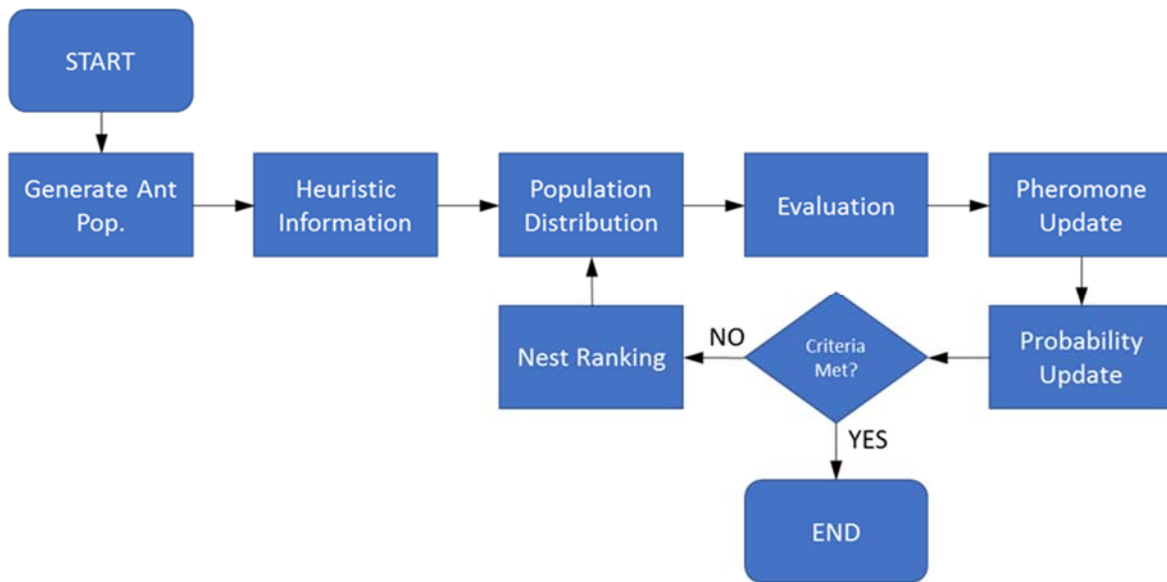 START
Generate Ant
Pop.
Heuristic
Information
Population
Distribution
Evaluation
Pheromone
Update
Nest Ranking
NO
Criteria
Met?
Probability
Update
YES
END